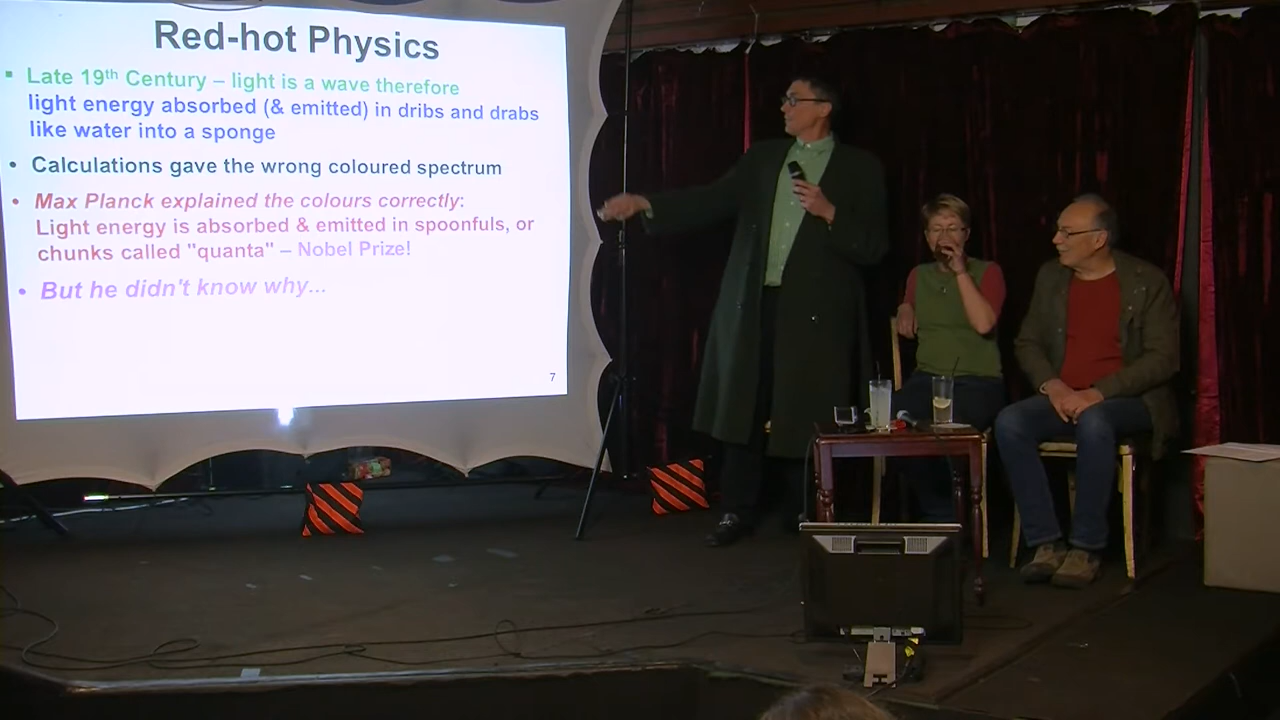 Red-hot Physics
▪ Late 19th Century – light is a wave therefore
light energy absorbed (& emitted) in dribs and drabs
like water into a sponge
• Calculations gave the wrong coloured spectrum
• Max Planck explained the colours correctly:
Light energy is absorbed & emitted in spoonfuls, or
chunks called "quanta" – Nobel Prize!
• But he didn't know why...
7